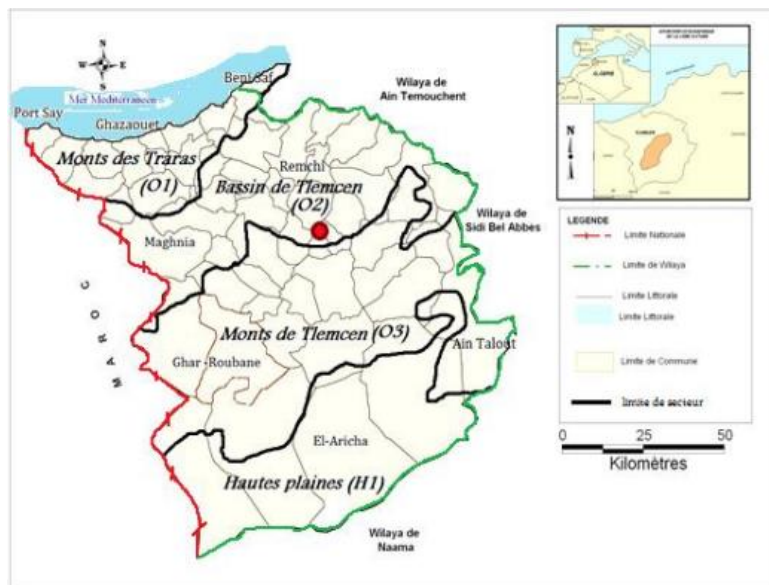 N
W E
S
Beni Saf
Mer Mediterraneen
Port Say
Ghazaouet
Wilaya de
Ain Temouchent
Monts des Traras
(O1)
Remchi
Bassin de Tlemcen
(O2)
Maghnia
Wilaya de
Sidi Bel Abbes
MAROC
Monts de Tlemcen (O3)
Ghar -Roubane
Ain Talout
El-Aricha
Hautes plaines (H1)
Wilaya de
Naama
ALGERIE
N
TLEMCEN
LEGENDE
Limite Nationale
Limite de Wilaya
Limite Littorale
Limite Littorale
Limite de Commune
limite de secteur
0 25 50
Kilomètres